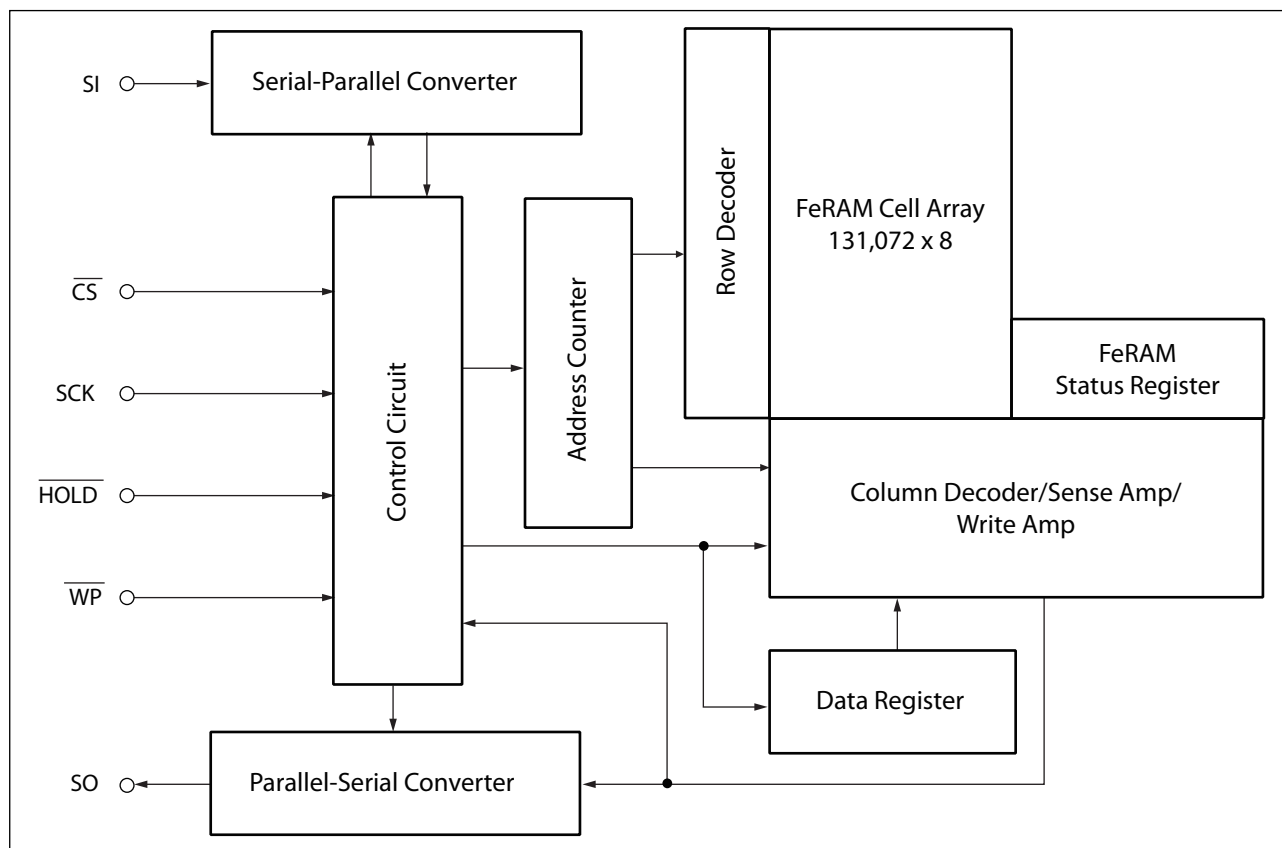 SI
Serial-Parallel Converter
Row Decoder
FeRAM Cell Array
131,072 x 8
CS
SCK
HOLD
WP
Control Circuit
Address Counter
FeRAM
Status Register
Column Decoder/Sense Amp/
Write Amp
Data Register
SO
Parallel-Serial Converter